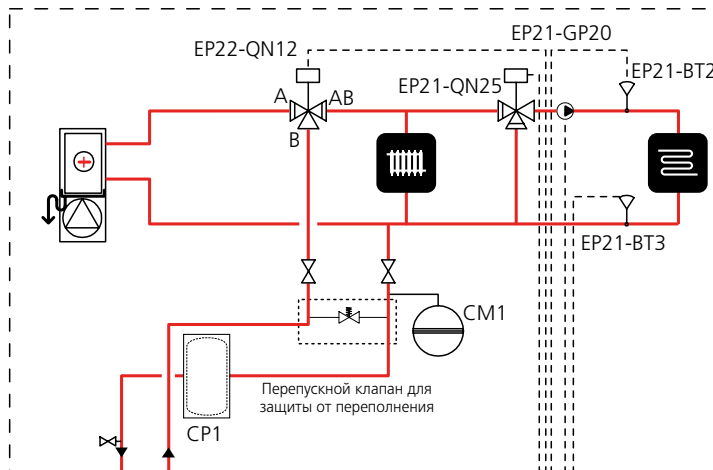 EP21-GP20
EP22-QN12
EP21-BT2
EP21-QN25
A
AB
B
EP21-BT3
CM1
Перепускной клапан для
защиты от переполнения
CP1